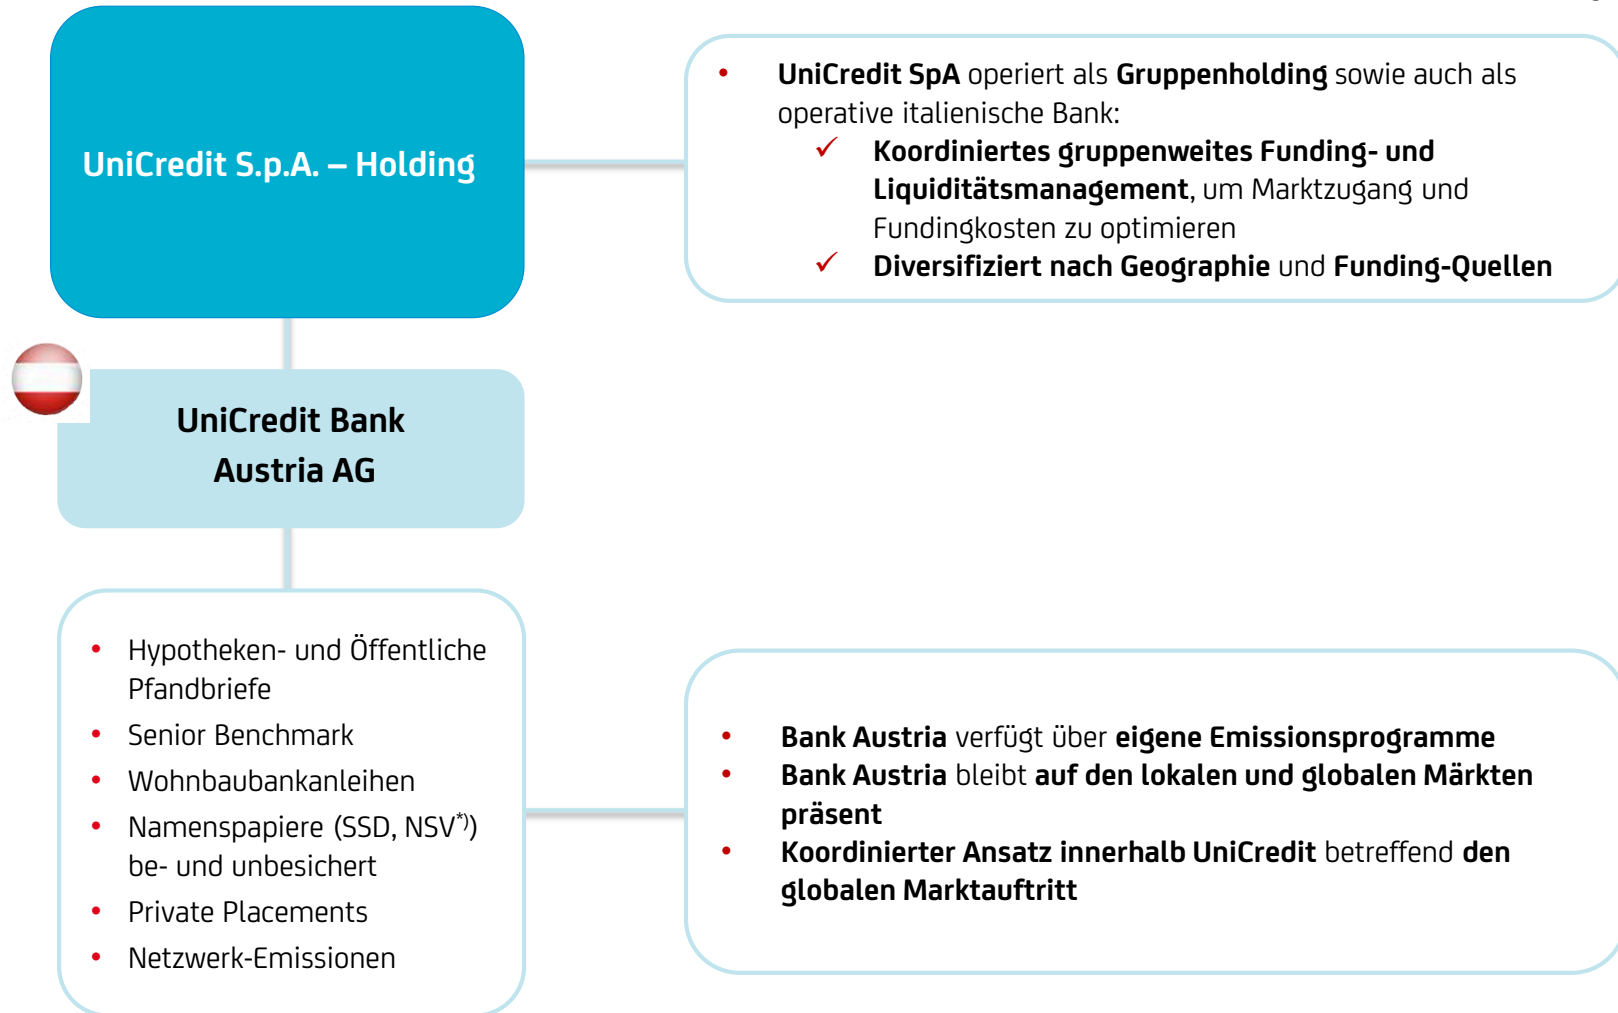 UniCredit S.p.A. – Holding
• UniCredit SpA operiert als Gruppenholding sowie auch als
operative italienische Bank:
✓ Koordiniertes gruppenweites Funding- und
Liquiditätsmanagement, um Marktzugang und
Fundingkosten zu optimieren
✓ Diversifiziert nach Geographie und Funding-Quellen
UniCredit Bank
Austria AG
• Hypotheken- und Öffentliche
Pfandbriefe
• Senior Benchmark
• Wohnbaubankanleihen
• Namenspapiere (SSD, NSV*))
be- und unbesichert
• Private Placements
• Netzwerk-Emissionen
• Bank Austria verfügt über eigene Emissionsprogramme
• Bank Austria bleibt auf den lokalen und globalen Märkten
präsent
• Koordinierter Ansatz innerhalb UniCredit betreffend den
globalen Marktauftritt